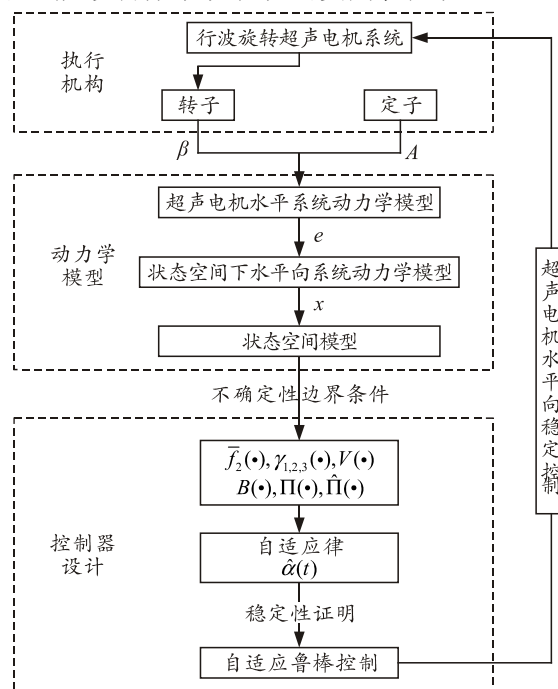 行波旋转超声电机系统
执行
机构
转子
定子
β
A
超声电机水平系统动力学模型
e
动力学
模型
状态空间下水平向系统动力学模型
x
状态空间模型
不确定性边界条件
f̅₂(•),γ₁,₂,₃(•),V(•)
B(•),Π(•),Π̂(•)
控制器
设计
自适应律
α̂(t)
稳定性证明
自适应鲁棒控制
超声电机水平向稳定控制